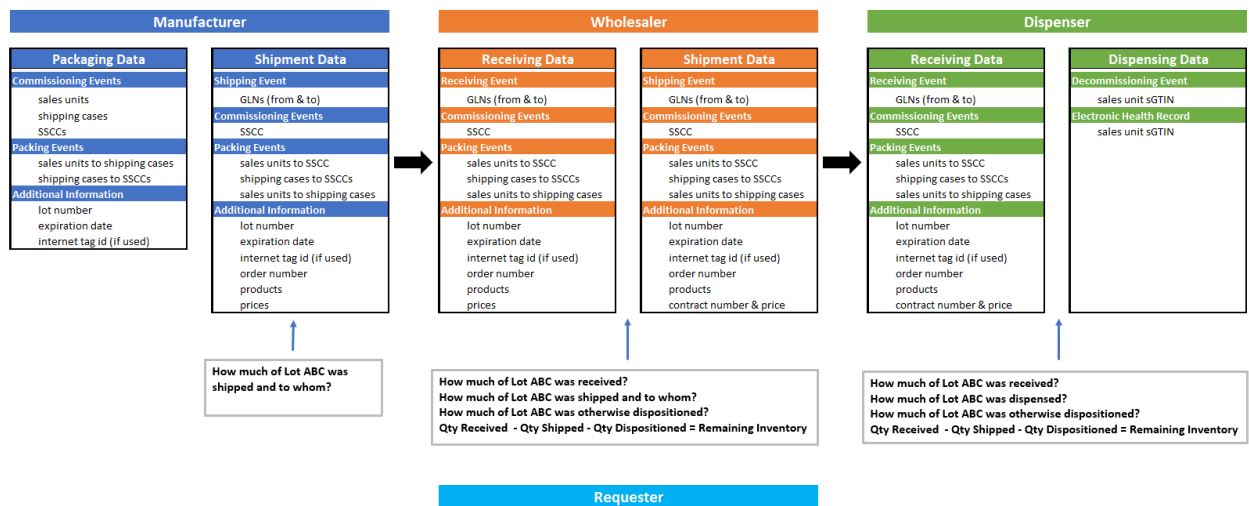 Manufacturer
Packaging Data
Commissioning Events
sales units
shipping cases
SSCCs
Packing Events
sales units to shipping cases
shipping cases to SSCCs
Additional Information
lot number
expiration date
internet tag id (if used)
Shipment Data
Shipping Event
GLNs (from & to)
Commissioning Events
SSCC
Packing Events
sales units to SSCC
shipping cases to SSCCs
sales units to shipping cases
Additional Information
lot number
expiration date
internet tag id (if used)
order number
products
prices
How much of Lot ABC was
shipped and to whom?
Wholesaler
Receiving Data
Receiving Event
GLNs (from & to)
Commissioning Events
SSCC
Packing Events
sales units to SSCC
shipping cases to SSCCs
sales units to shipping cases
Additional Information
lot number
expiration date
internet tag id (if used)
order number
products
prices
Shipment Data
Shipping Event
GLNs (from & to)
Commissioning Events
SSCC
Packing Events
sales units to SSCC
shipping cases to SSCCs
sales units to shipping cases
Additional Information
lot number
expiration date
internet tag id (if used)
order number
products
contract number & price
How much of Lot ABC was received?
How much of Lot ABC was shipped and to whom?
How much of Lot ABC was otherwise dispositioned?
Qty Received - Qty Shipped - Qty Dispositioned = Remaining Inventory
Dispenser
Receiving Data
Receiving Event
GLNs (from & to)
Commissioning Events
SSCC
Packing Events
sales units to SSCC
shipping cases to SSCCs
sales units to shipping cases
Additional Information
lot number
expiration date
internet tag id (if used)
order number
products
contract number & price
Dispensing Data
Decommissioning Event
sales unit sGTIN
Electronic Health Record
sales unit sGTIN
How much of Lot ABC was received?
How much of Lot ABC was dispensed?
How much of Lot ABC was otherwise dispositioned?
Qty Received - Qty Shipped - Qty Dispositioned = Remaining Inventory
Requester